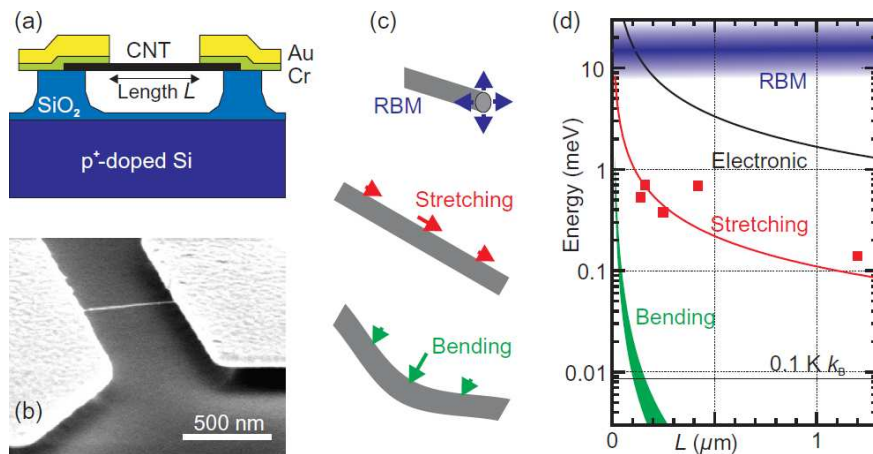 (a)
CNT
Au
Cr
Length L
SiO₂
p⁺-doped Si
(b)
500 nm
(c)
RBM
Stretching
Bending
(d)
Energy (meV)
10
1
0.1
0.01
RBM
Electronic
Stretching
Bending
0.1 K k_B
0
1
L (μm)